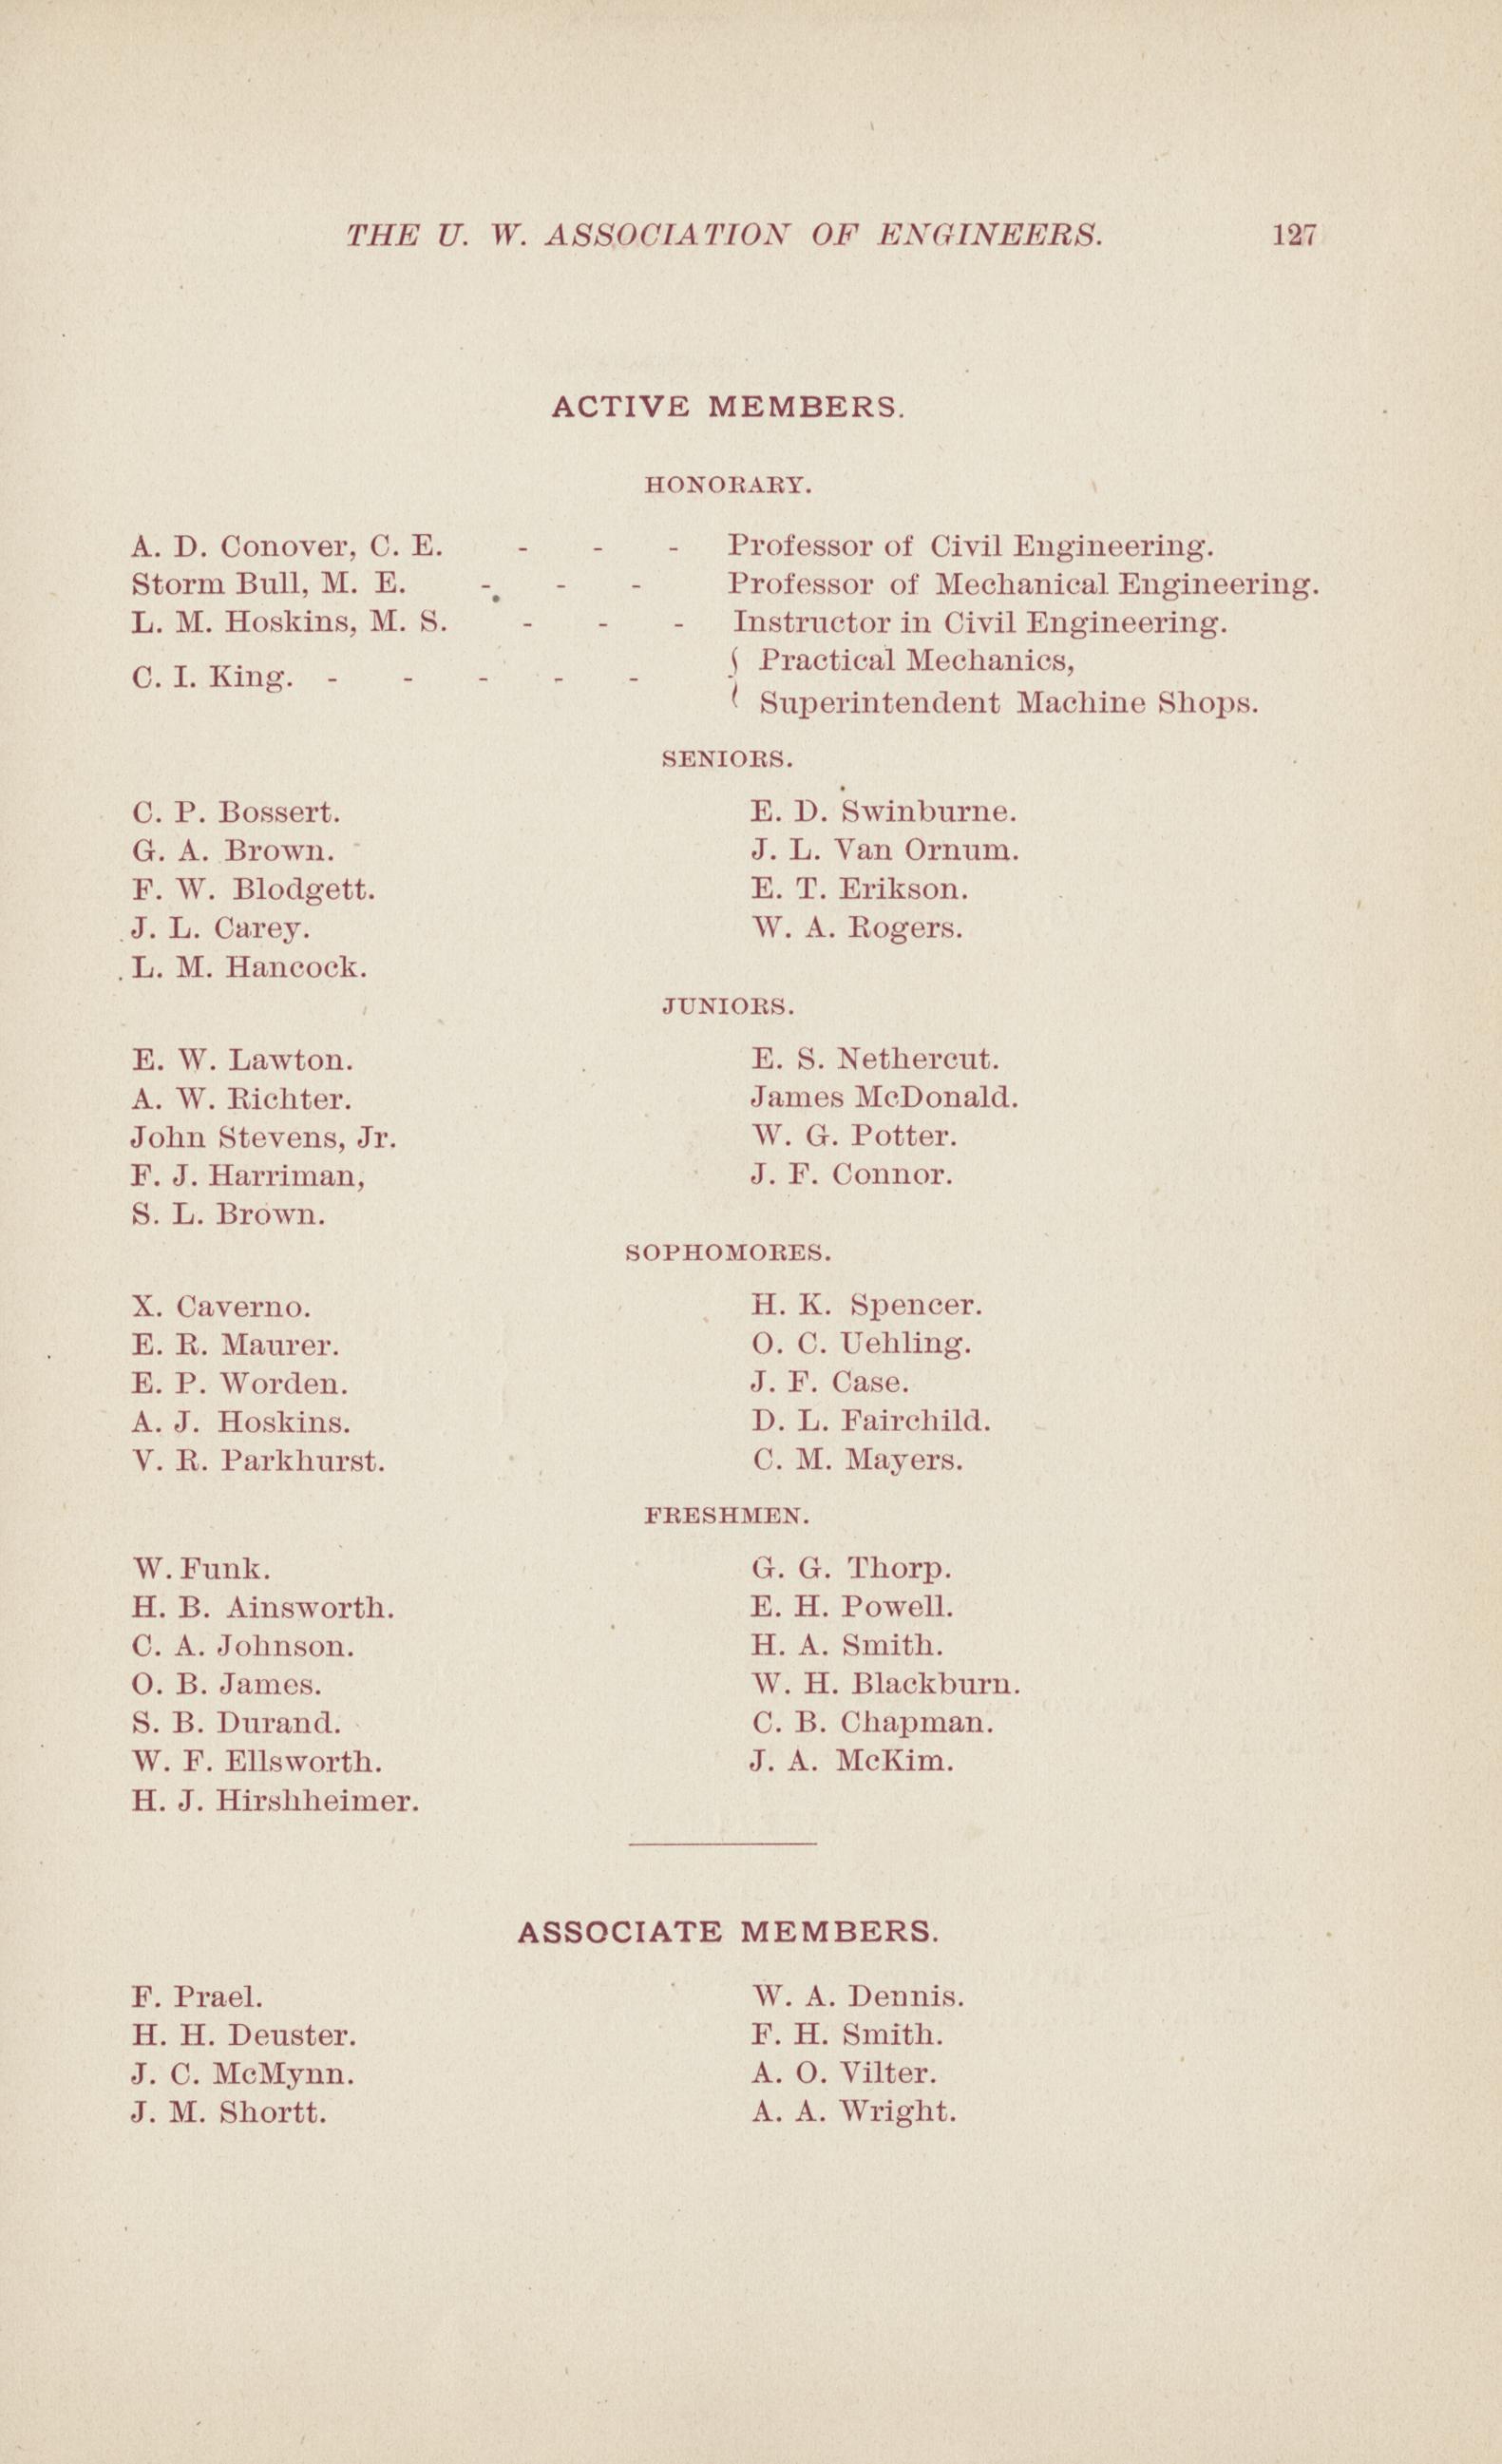 THE U. W. ASSOCIATION OF ENGINEERS. 127
ACTIVE MEMBERS.
HONORARY.
A. D. Conover, C. E. - - - Professor of Civil Engineering.
Storm Bull, M. E. - - - Professor of Mechanical Engineering.
L. M. Hoskins, M. S. - - - Instructor in Civil Engineering.
C. I. King. - - - - - { Practical Mechanics,
Superintendent Machine Shops.
SENIORS.
C. P. Bossert. E. D. Swinburne.
G. A. Brown. J. L. Van Ornum.
F. W. Blodgett. E. T. Erikson.
J. L. Carey. W. A. Rogers.
L. M. Hancock.
JUNIORS.
E. W. Lawton. E. S. Nethercut.
A. W. Richter. James McDonald.
John Stevens, Jr. W. G. Potter.
F. J. Harriman, J. F. Connor.
S. L. Brown.
SOPHOMORES.
X. Caverno. H. K. Spencer.
E. R. Maurer. O. C. Uehling.
E. P. Worden. J. F. Case.
A. J. Hoskins. D. L. Fairchild.
V. R. Parkhurst. C. M. Mayers.
FRESHMEN.
W. Funk. G. G. Thorp.
H. B. Ainsworth. E. H. Powell.
C. A. Johnson. H. A. Smith.
O. B. James. W. H. Blackburn.
S. B. Durand. C. B. Chapman.
W. F. Ellsworth. J. A. McKim.
H. J. Hirshheimer.
ASSOCIATE MEMBERS.
F. Prael. W. A. Dennis.
H. H. Deuster. F. H. Smith.
J. C. McMynn. A. O. Vilter.
J. M. Shortt. A. A. Wright.